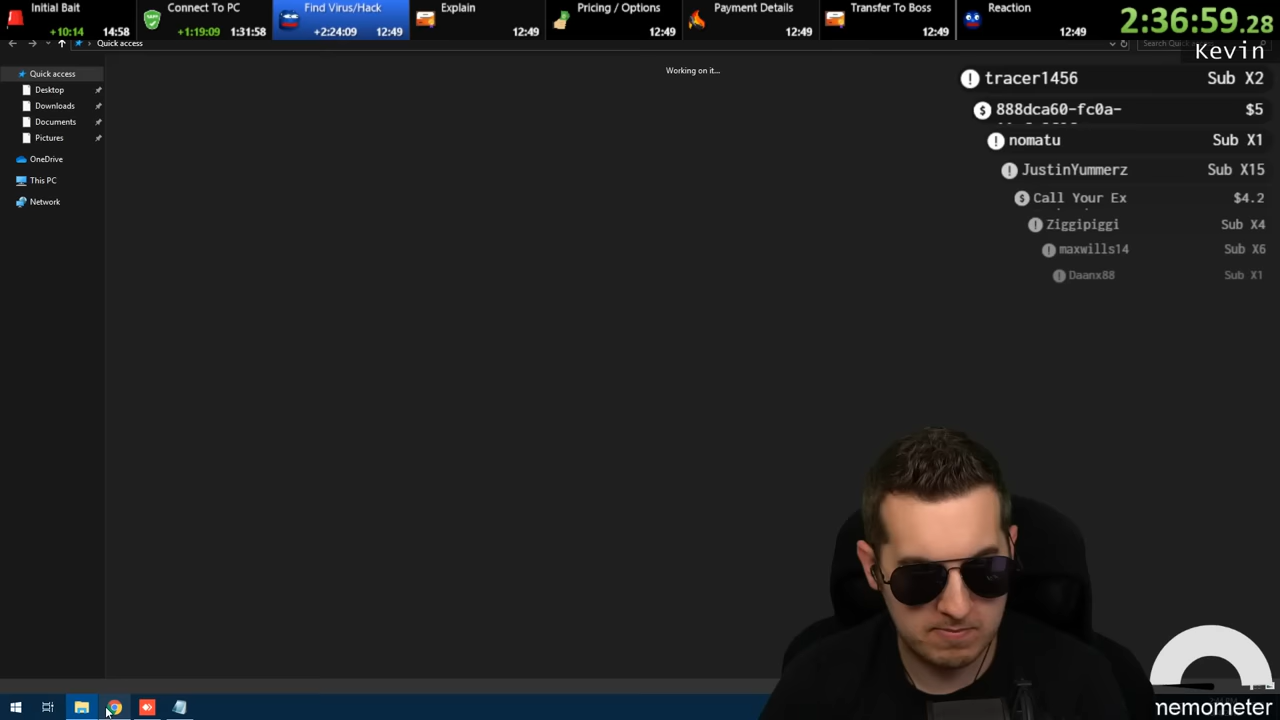 Initial Bait
+10:14 14:58
Connect To PC
+1:19:09 1:31:58
Find Virus/Hack
+2:24:09 12:49
Explain
12:49
Pricing / Options
12:49
Payment Details
12:49
Transfer To Boss
12:49
Reaction
12:49
2:36:59.28
Kevin
Quick access
Working on it...
Quick access
Desktop
Downloads
Documents
Pictures
OneDrive
This PC
Network
tracer1456 Sub X2
888dca60-fc0a- $5
nomatu Sub X1
JustinYummerz Sub X15
Call Your Ex $4.2
Ziggipiggi Sub X4
maxwills14 Sub X6
Daanx88 Sub X1
memometer